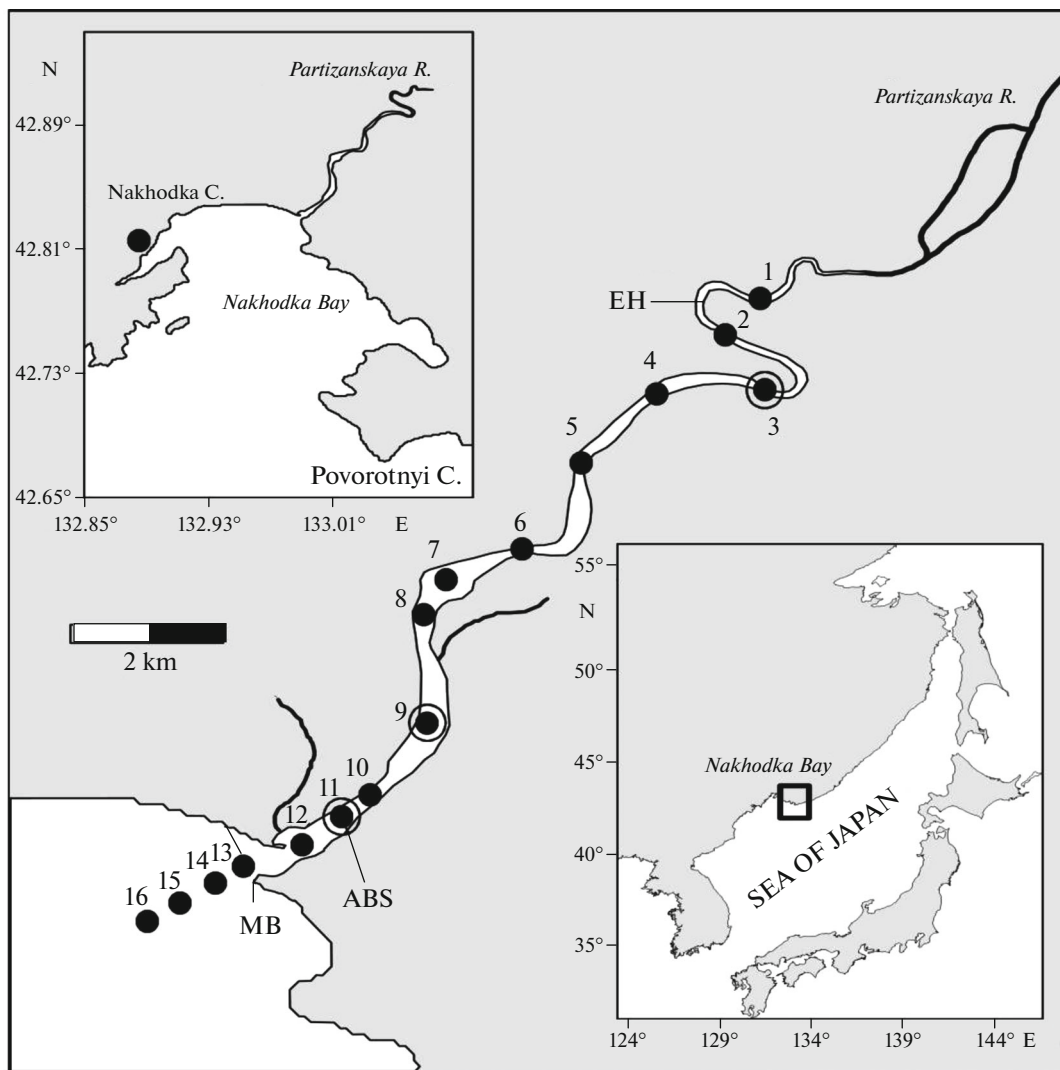 N
Partizanskaya R.
42.89°
Nakhodka C.
42.81°
Nakhodka Bay
42.73°
Povorotnyi C.
42.65°
132.85° 132.93° 133.01° E
Partizanskaya R.
1
EH
2
4
3
5
6
7
8
2 km
9
10
11
12
13
14
15
16
ABS
MB
55°
N
50°
45°
Nakhodka Bay
40°
SEA OF JAPAN
35°
124° 129° 134° 139° 144° E